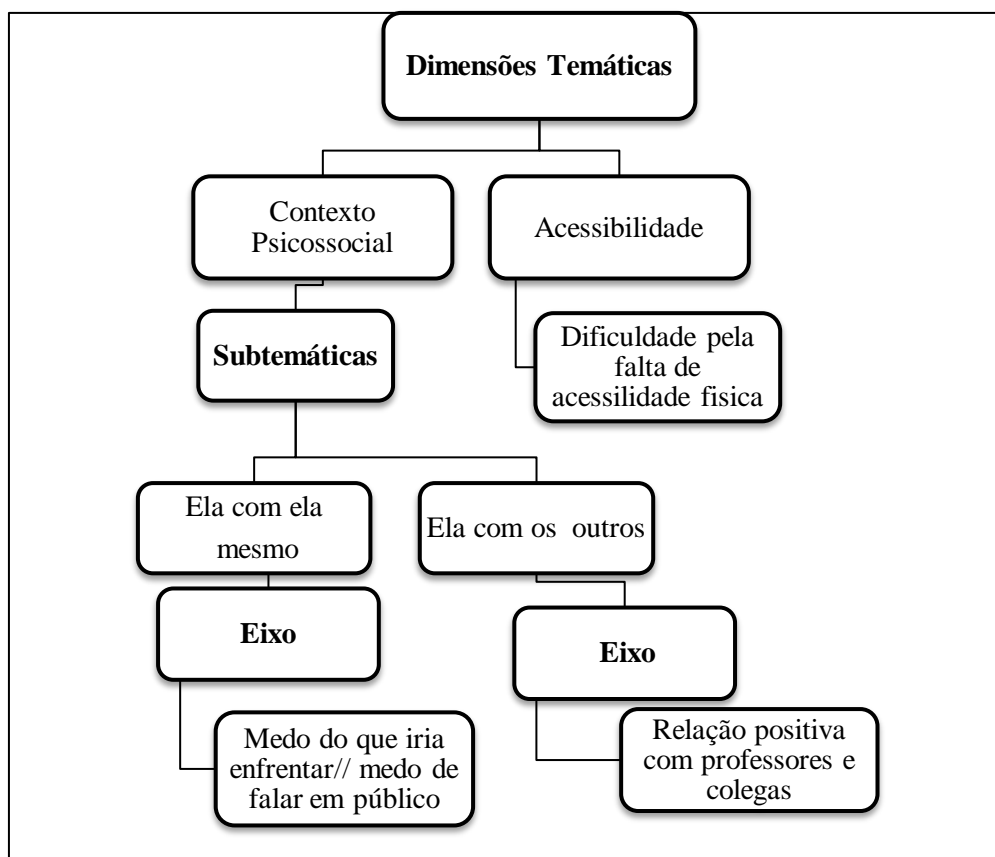 Dimensões Temáticas
Contexto
Psicossocial
Acessibilidade
Subtemáticas
Dificuldade pela
falta de
acessilidade fisica
Ela com ela
mesmo
Ela com os outros
Eixo
Eixo
Medo do que iria
enfrentar// medo de
falar em público
Relação positiva
com professores e
colegas